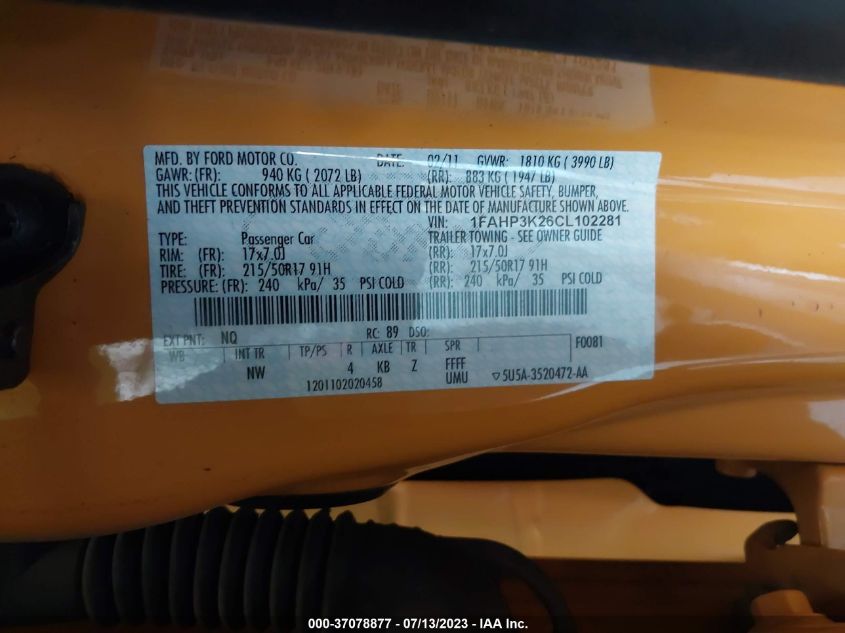 MFD. BY FORD MOTOR CO. DATE: 02/11 GVWR: 1810 KG ( 3990 LB)
GAWR: (FR): 940 KG ( 2072 LB) (RR): 883 KG ( 1947 LB)
THIS VEHICLE CONFORMS TO ALL APPLICABLE FEDERAL MOTOR VEHICLE SAFETY, BUMPER,
AND THEFT PREVENTION STANDARDS IN EFFECT ON THE DATE OF MANUFACTURE SHOWN ABOVE.
VIN: 1FAHP3K26CL102281
TYPE: Passenger Car TRAILER TOWING - SEE OWNER GUIDE
RIM: (FR): 17x7.0J (RR): 17x7.0J
TIRE: (FR): 215/50R17 91H (RR): 215/50R17 91H
PRESSURE: (FR): 240 kPa/ 35 PSI COLD (RR): 240 kPa/ 35 PSI COLD
EXT PNT: NQ RC: 89 DSO: F0081
WB INT TR TP/PS R AXLE TR SPR
NW 4 KB Z FFFF
1201102020458 UMU ▽5U5A-3520472-AA
000-37078877 - 07/13/2023 - IAA Inc.